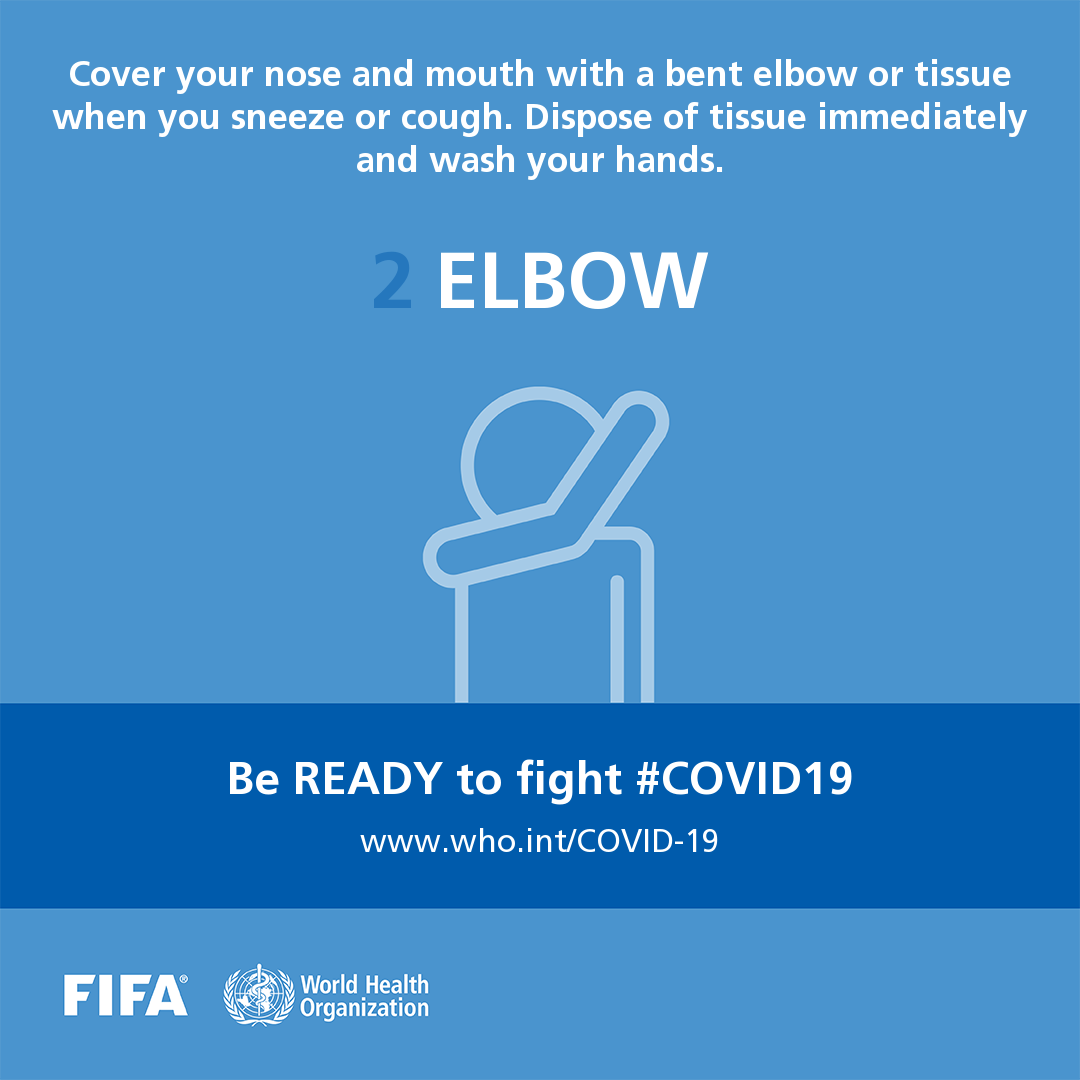 Cover your nose and mouth with a bent elbow or tissue
when you sneeze or cough. Dispose of tissue immediately
and wash your hands.
2 ELBOW
Be READY to fight #COVID19
www.who.int/COVID-19
FIFA®
World Health
Organization